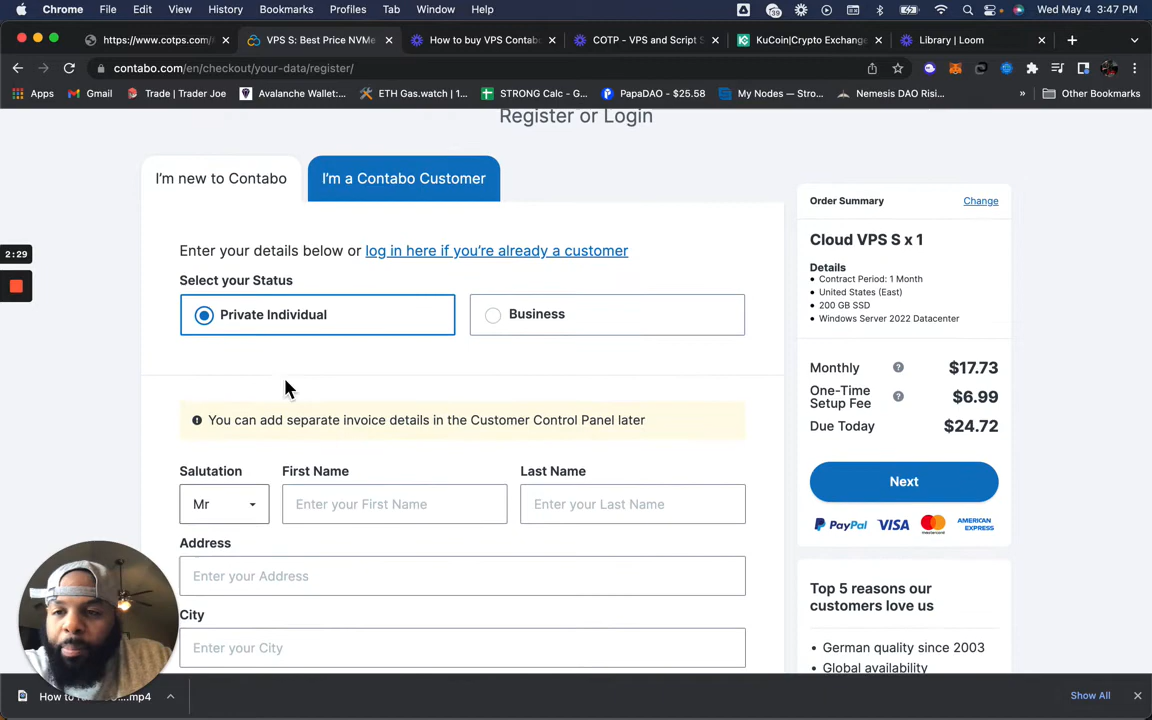 Chrome File Edit View History Bookmarks Profiles Tab Window Help Wed May 4 3:47 PM
https://www.cotps.com/ VPS S: Best Price NVMe How to buy VPS Contab COTP - VPS and Script S KuCoin|Crypto Exchange Library | Loom
contabo.com/en/checkout/your-data/register/
Apps Gmail Trade | Trader Joe Avalanche Wallet:... ETH Gas.watch | 1... STRONG Calc - G... PapaDAO - $25.58 My Nodes — Stro... Nemesis DAO Risi... » Other Bookmarks
Register or Login
I'm new to Contabo
I'm a Contabo Customer
Enter your details below or log in here if you're already a customer
Select your Status
Private Individual
Business
You can add separate invoice details in the Customer Control Panel later
Salutation First Name Last Name
Mr Enter your First Name Enter your Last Name
Address
Enter your Address
City
Enter your City
Order Summary Change
Cloud VPS S x 1
Details
• Contract Period: 1 Month
• United States (East)
• 200 GB SSD
• Windows Server 2022 Datacenter
Monthly ? $17.73
One-Time
Setup Fee ? $6.99
Due Today $24.72
Next
PayPal VISA mastercard AMERICAN EXPRESS
Top 5 reasons our
customers love us
• German quality since 2003
• Global availability
2:29
How to ....mp4
Show All